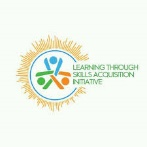 LEARNING THROUGH
SKILLS ACQUISITION
INITIATIVE